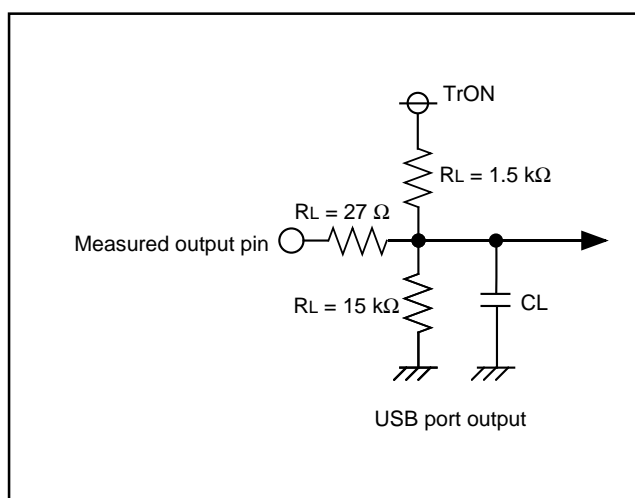 TrON
RL = 1.5 kΩ
RL = 27 Ω
Measured output pin
RL = 15 kΩ
CL
USB port output